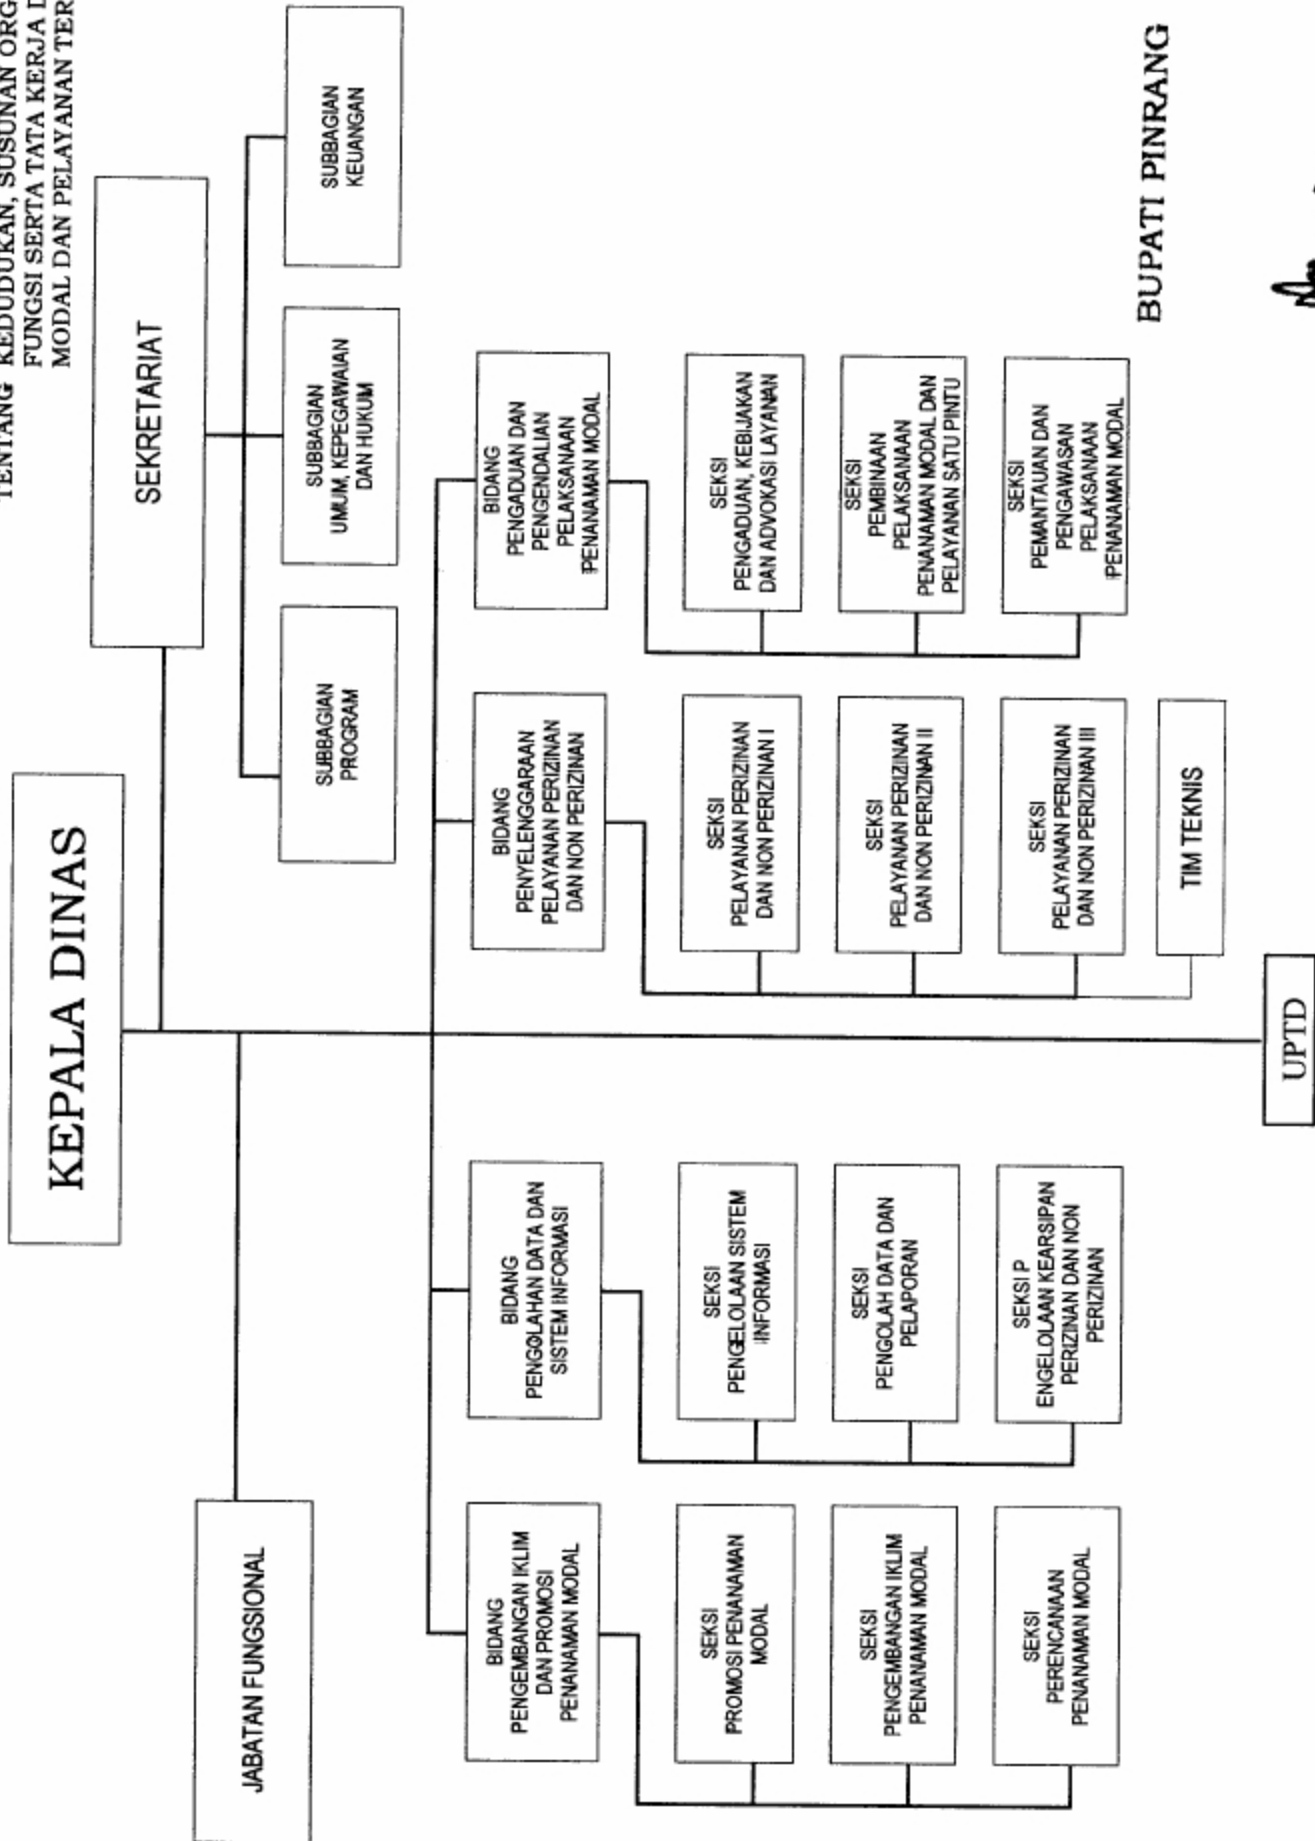 TENTANG KEDUDUKAN, SUSUNAN ORG
FUNGSI SERTA TATA KERJA D
MODAL DAN PELAYANAN TER
KEPALA DINAS
SEKRETARIAT
JABATAN FUNGSIONAL
SUBBAGIAN
PROGRAM
SUBBAGIAN
UMUM, KEPEGAWAIAN
DAN HUKUM
SUBBAGIAN
KEUANGAN
BIDANG
PENGEMBANGAN IKLIM
DAN PROMOSI
PENANAMAN MODAL
BIDANG
PENGOLAHAN DATA DAN
SISTEM INFORMASI
BIDANG
PENYELENGGARAAN
PELAYANAN PERIZINAN
DAN NON PERIZINAN
BIDANG
PENGADUAN DAN
PENGENDALIAN
PELAKSANAAN
PENANAMAN MODAL
SEKSI
PROMOSI PENANAMAN
MODAL
SEKSI
PENGELOLAAN SISTEM
INFORMASI
SEKSI
PELAYANAN PERIZINAN
DAN NON PERIZINAN I
SEKSI
PENGADUAN, KEBIJAKAN
DAN ADVOKASI LAYANAN
SEKSI
PENGEMBANGAN IKLIM
PENANAMAN MODAL
SEKSI
PENGOLAH DATA DAN
PELAPORAN
SEKSI
PELAYANAN PERIZINAN
DAN NON PERIZINAN II
SEKSI
PEMBINAAN
PELAKSANAAN
PENANAMAN MODAL DAN
PELAYANAN SATU PINTU
SEKSI
PERENCANAAN
PENANAMAN MODAL
SEKSI P
ENGELOLAAN KEARSIPAN
PERIZINAN DAN NON
PERIZINAN
SEKSI
PELAYANAN PERIZINAN
DAN NON PERIZINAN III
SEKSI
PEMANTAUAN DAN
PENGAWASAN
PELAKSANAAN
PENANAMAN MODAL
TIM TEKNIS
UPTD
BUPATI PINRANG